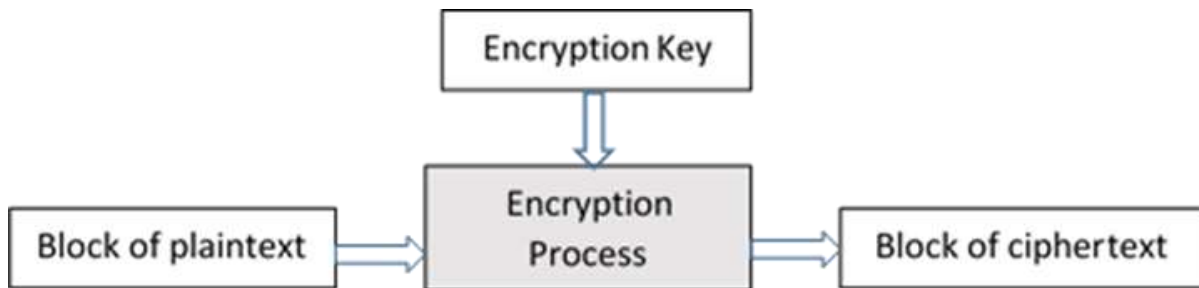 Encryption Key
Block of plaintext
Encryption
Process
Block of ciphertext